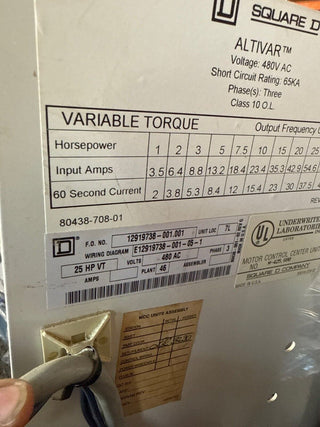 SQUARE D
ALTIVAR™
Voltage: 480V AC
Short Circuit Rating: 65KA
Phase(s): Three
Class 10 O.L.
VARIABLE TORQUE Output Frequency
Horsepower 1 2 3 5 7.5 10 15 20 25
Input Amps 3.5 6.4 8.8 13.2 18.4 23.4 35.3 42.9 54.6
60 Second Current 2 3.8 5.3 8.4 12 15.4 23 30 37.
80438-708-01
REV
F.O. NO. 12919738-001.001 UNIT LOC 7L
WIRING DIAGRAM E12919738-001-05-1
25 HP VT VOLTS 480 AC PHASE 3
AMPS PLANT 46 ASSEMBLER
UNDERWRITERS
LABORATORIES
UL
MOTOR CONTROL CENTER UNIT
NO.
SQUARE D COMPANY
MCC UNITS ASSEMBLY